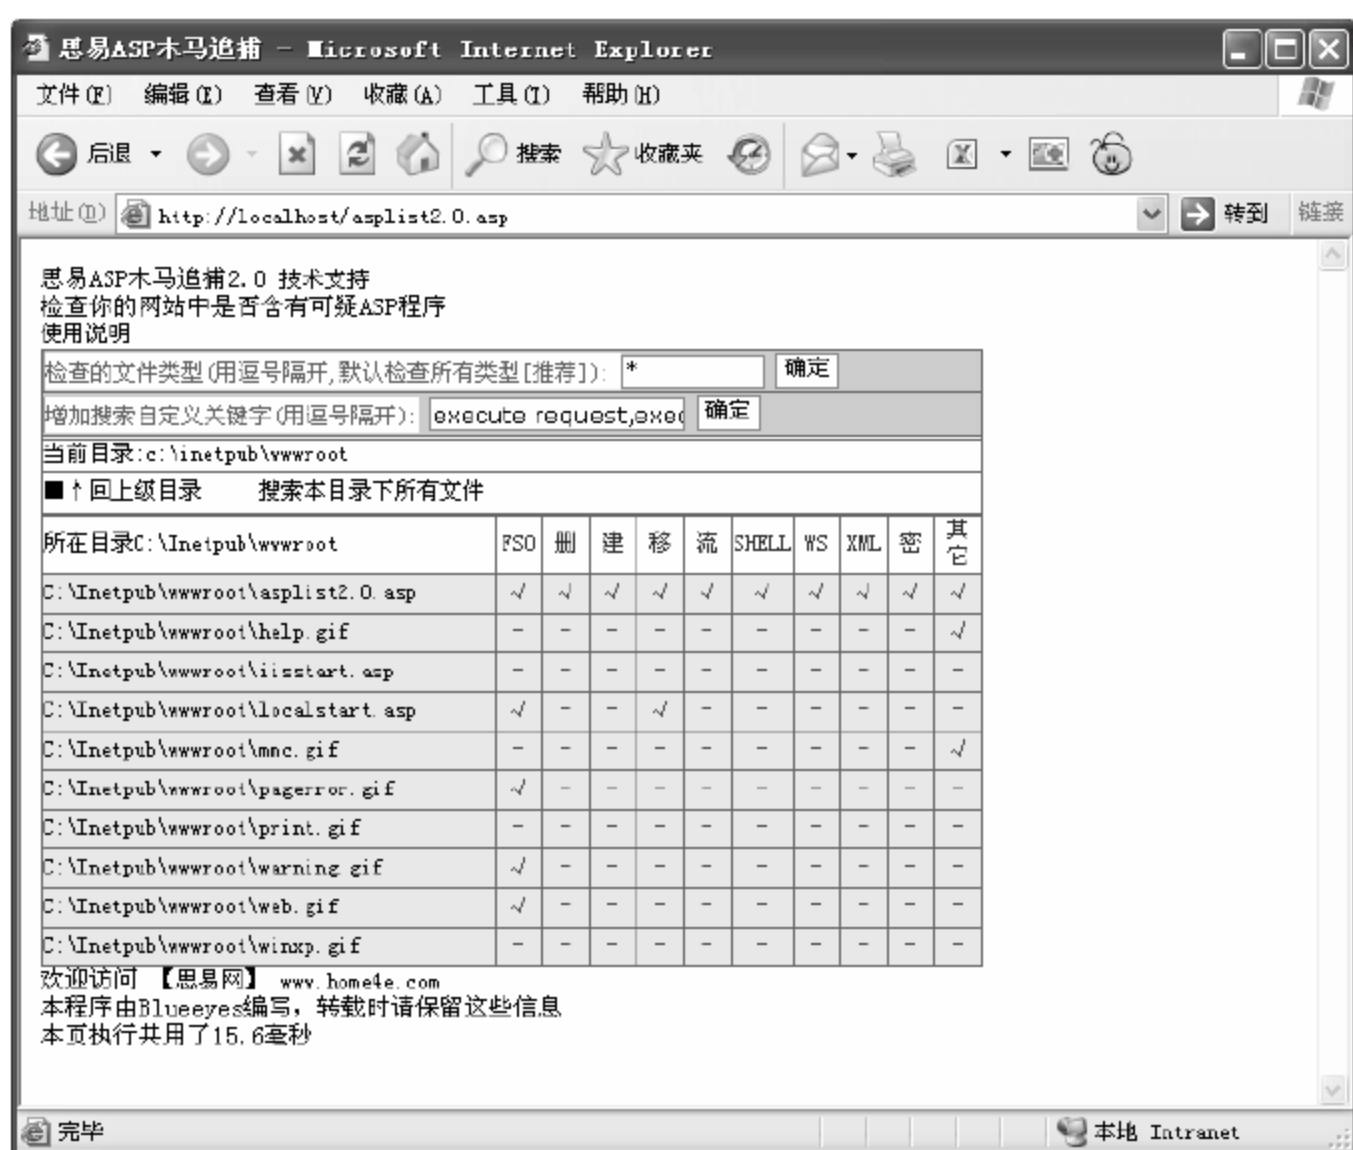 思易ASP木马追捕 - Microsoft Internet Explorer
文件(F) 编辑(E) 查看(V) 收藏(A) 工具(T) 帮助(H)
后退 搜索 收藏夹
地址(D) http://localhost/asplist2.0.asp 转到 链接
思易ASP木马追捕2.0 技术支持
检查你的网站中是否含有可疑ASP程序
使用说明
检查的文件类型(用逗号隔开,默认检查所有类型[推荐]): * 确定
增加搜索自定义关键字(用逗号隔开): execute request,exec 确定
当前目录:c:\inetpub\wwwroot
■↑回上级目录 搜索本目录下所有文件
所在目录C:\Inetpub\wwwroot FSO 删 建 移 流 SHELL WS XML 密 其它
C:\Inetpub\wwwroot\asplist2.0.asp √ √ √ √ √ √ √ √ √ √
C:\Inetpub\wwwroot\help.gif - - - - - - - - - √
C:\Inetpub\wwwroot\iisstart.asp - - - - - - - - - -
C:\Inetpub\wwwroot\localstart.asp √ - - √ - - - - - -
C:\Inetpub\wwwroot\mmc.gif - - - - - - - - - √
C:\Inetpub\wwwroot\pagerror.gif √ - - - - - - - - -
C:\Inetpub\wwwroot\print.gif - - - - - - - - - -
C:\Inetpub\wwwroot\warning.gif √ - - - - - - - - -
C:\Inetpub\wwwroot\web.gif √ - - - - - - - - -
C:\Inetpub\wwwroot\winxp.gif - - - - - - - - - -
欢迎访问 【思易网】 www.home4e.com
本程序由Blueeyes编写，转载时请保留这些信息
本页执行共用了15.6毫秒
完毕 本地 Intranet